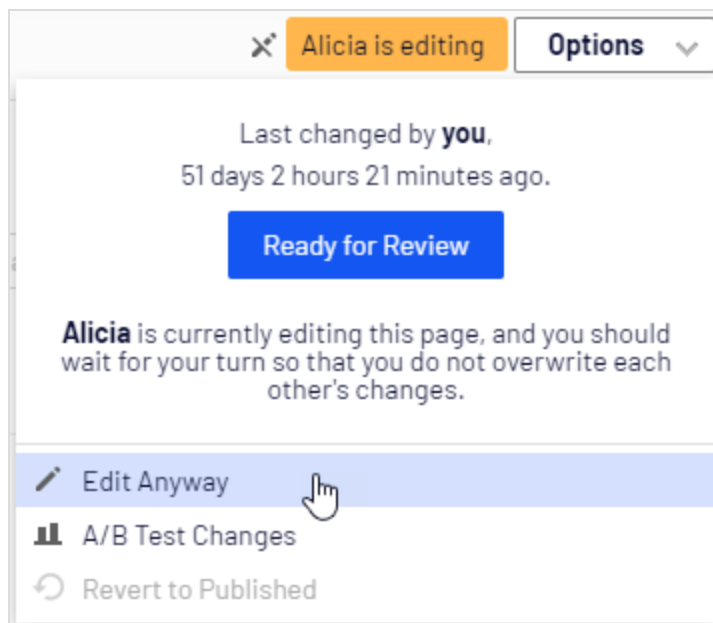 Alicia is editing
Options
Last changed by you,
51 days 2 hours 21 minutes ago.
Ready for Review
Alicia is currently editing this page, and you should
wait for your turn so that you do not overwrite each
other's changes.
Edit Anyway
A/B Test Changes
Revert to Published